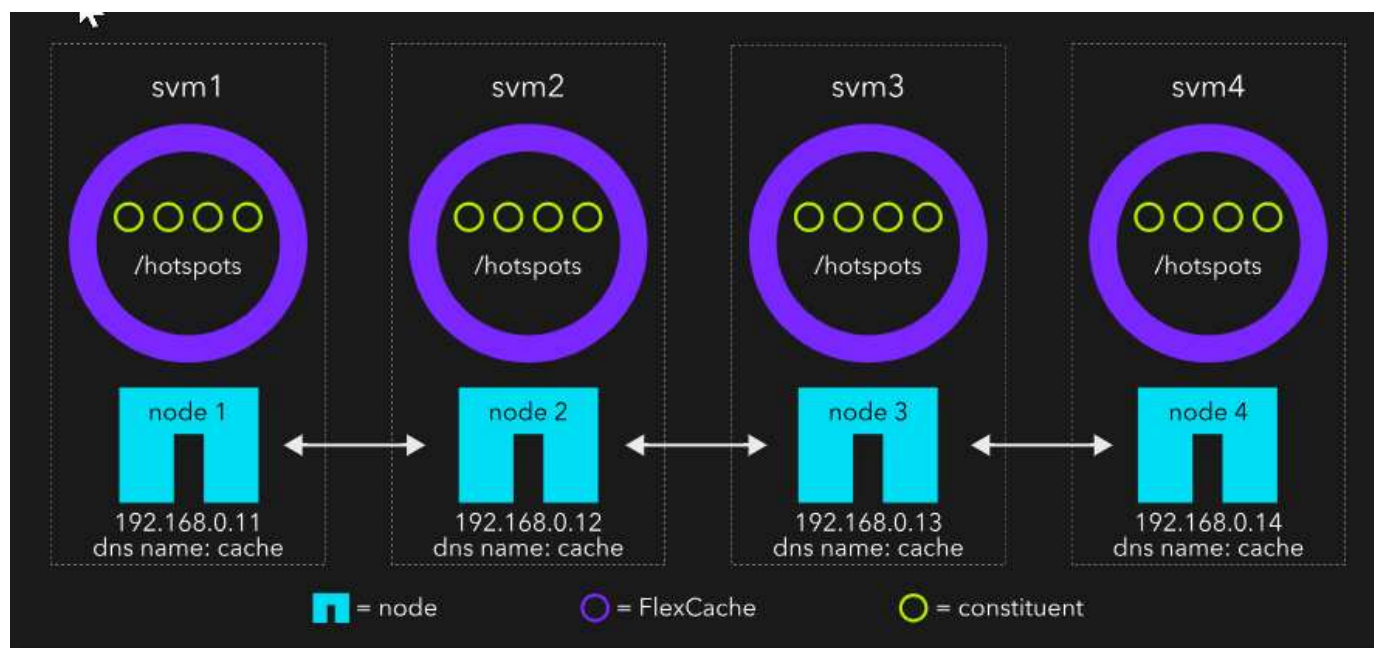 svm1
/hotspots
node 1
192.168.0.11
dns name: cache
svm2
/hotspots
node 2
192.168.0.12
dns name: cache
svm3
/hotspots
node 3
192.168.0.13
dns name: cache
svm4
/hotspots
node 4
192.168.0.14
dns name: cache
= node
= FlexCache
= constituent